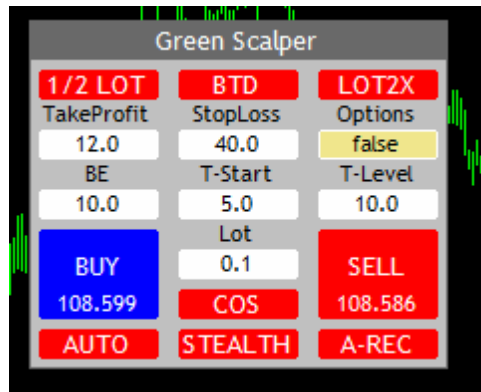 Green Scalper
1/2 LOT BTD LOT2X
TakeProfit StopLoss Options
12.0 40.0 false
BE T-Start T-Level
10.0 5.0 10.0
Lot
BUY 0.1 SELL
108.599 COS 108.586
AUTO STEALTH A-REC